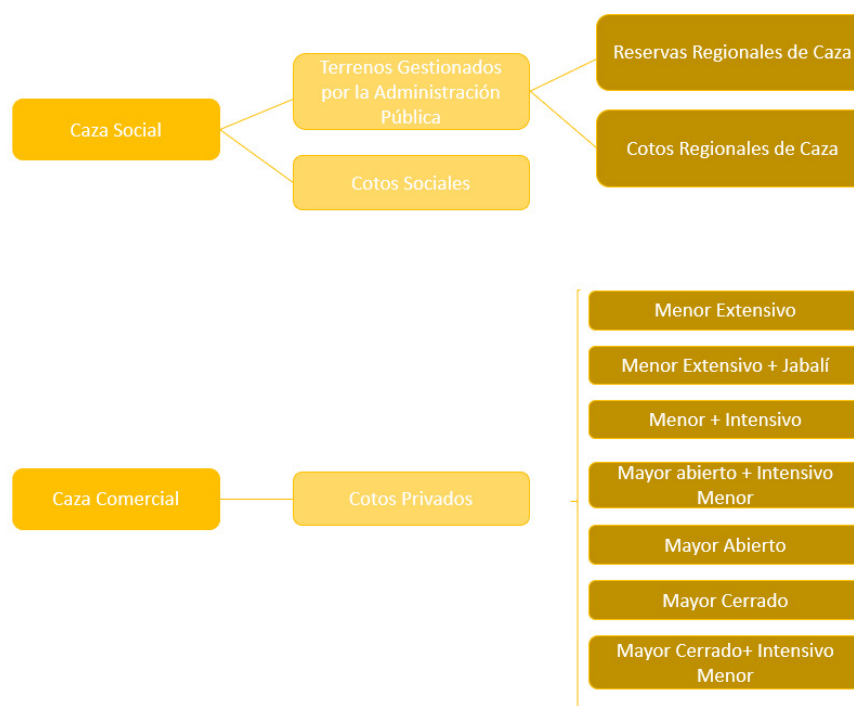 Caza Social
Terrenos Gestionados
por la Administración
Pública
Cotos Sociales
Reservas Regionales de Caza
Cotos Regionales de Caza
Caza Comercial
Cotos Privados
Menor Extensivo
Menor Extensivo + Jabalí
Menor + Intensivo
Mayor abierto + Intensivo
Menor
Mayor Abierto
Mayor Cerrado
Mayor Cerrado+ Intensivo
Menor